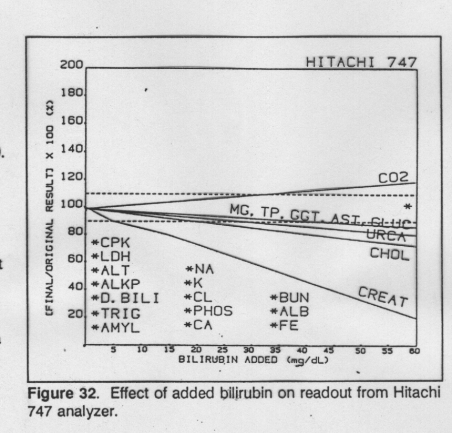 HITACHI 747
[FINAL/ORIGINAL RESULT] X 100 (%)
200
180
160
140
120
100
80
60
40
20
CO2
*
MG, TP, GGT, AST, GLUC
URCA
CHOL
CREAT
*CPK
*LDH
*ALT
*ALKP
*D. BILI
*TRIG
*AMYL
*NA
*K
*CL
*PHOS
*CA
*BUN
*ALB
*FE
5 10 15 20 25 30 35 40 45 50 55 60
BILIRUBIN ADDED (mg/dL)
Figure 32. Effect of added bilirubin on readout from Hitachi
747 analyzer.